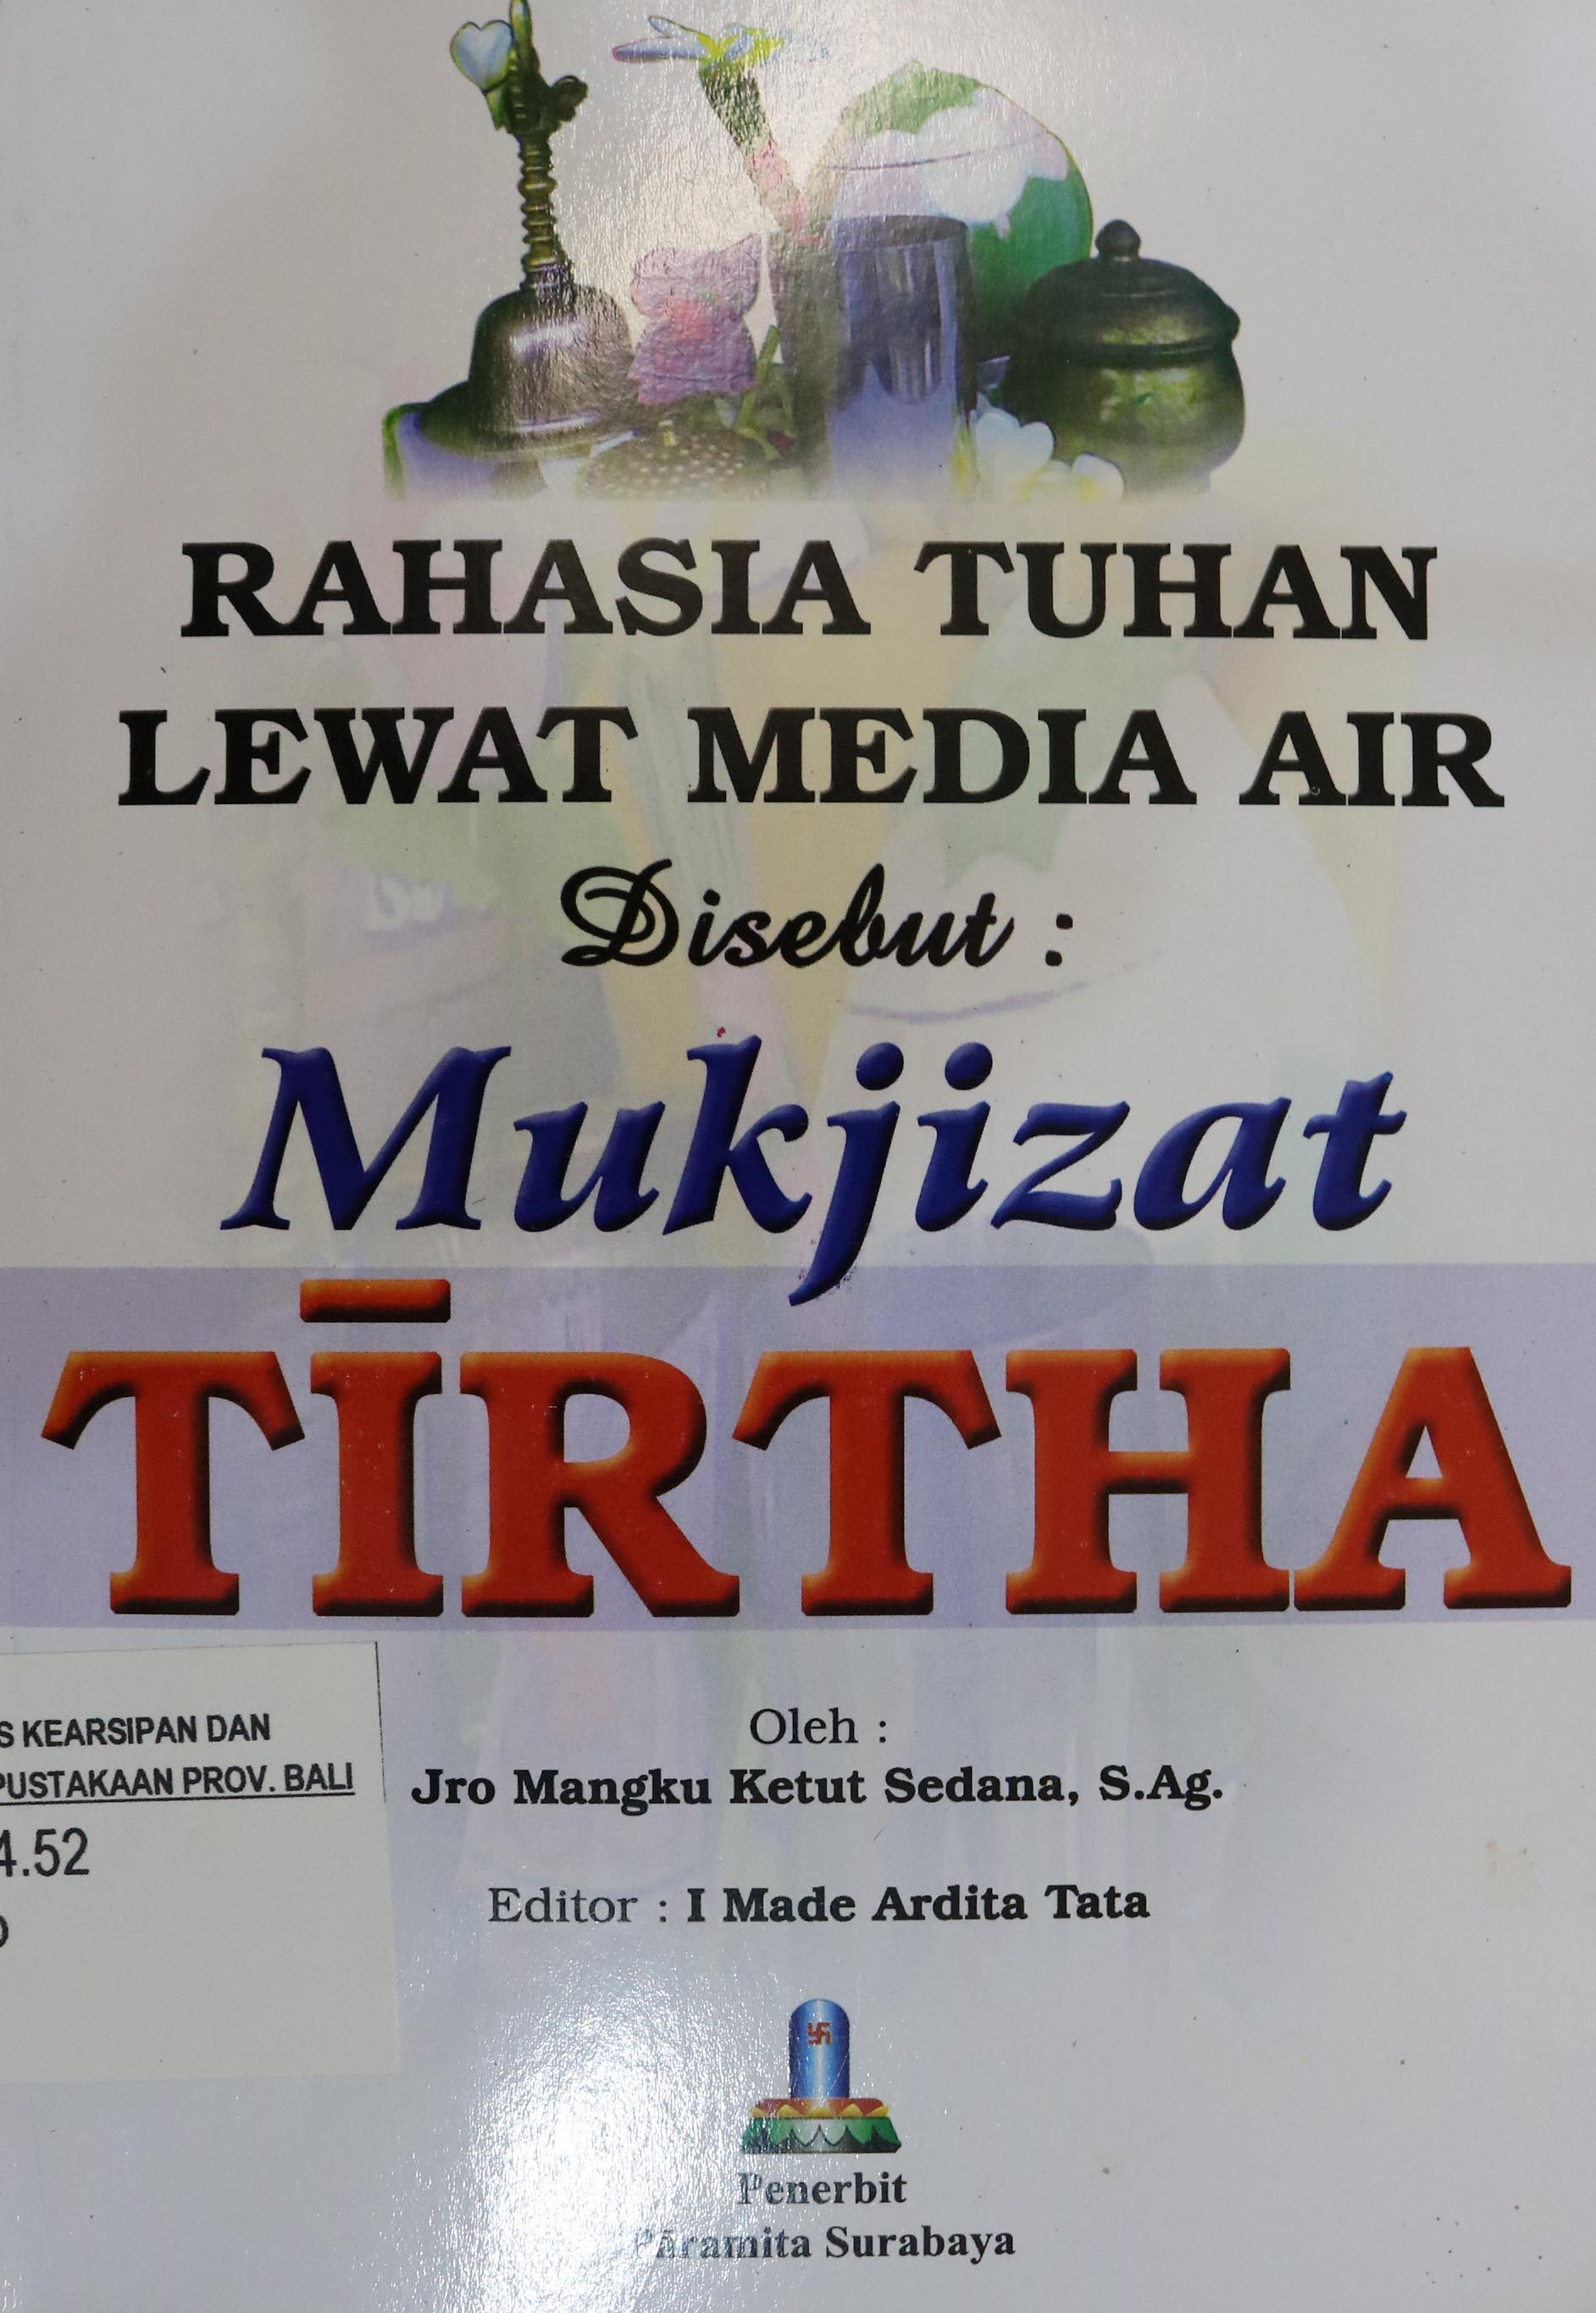 RAHASIA TUHAN
LEWAT MEDIA AIR
Disebut :
Mukjizat
TĪRTHA
S KEARSIPAN DAN
PUSTAKAAN PROV. BALI
4.52
Oleh :
Jro Mangku Ketut Sedana, S.Ag.
Editor : I Made Ardita Tata
Penerbit
Pāramita Surabaya